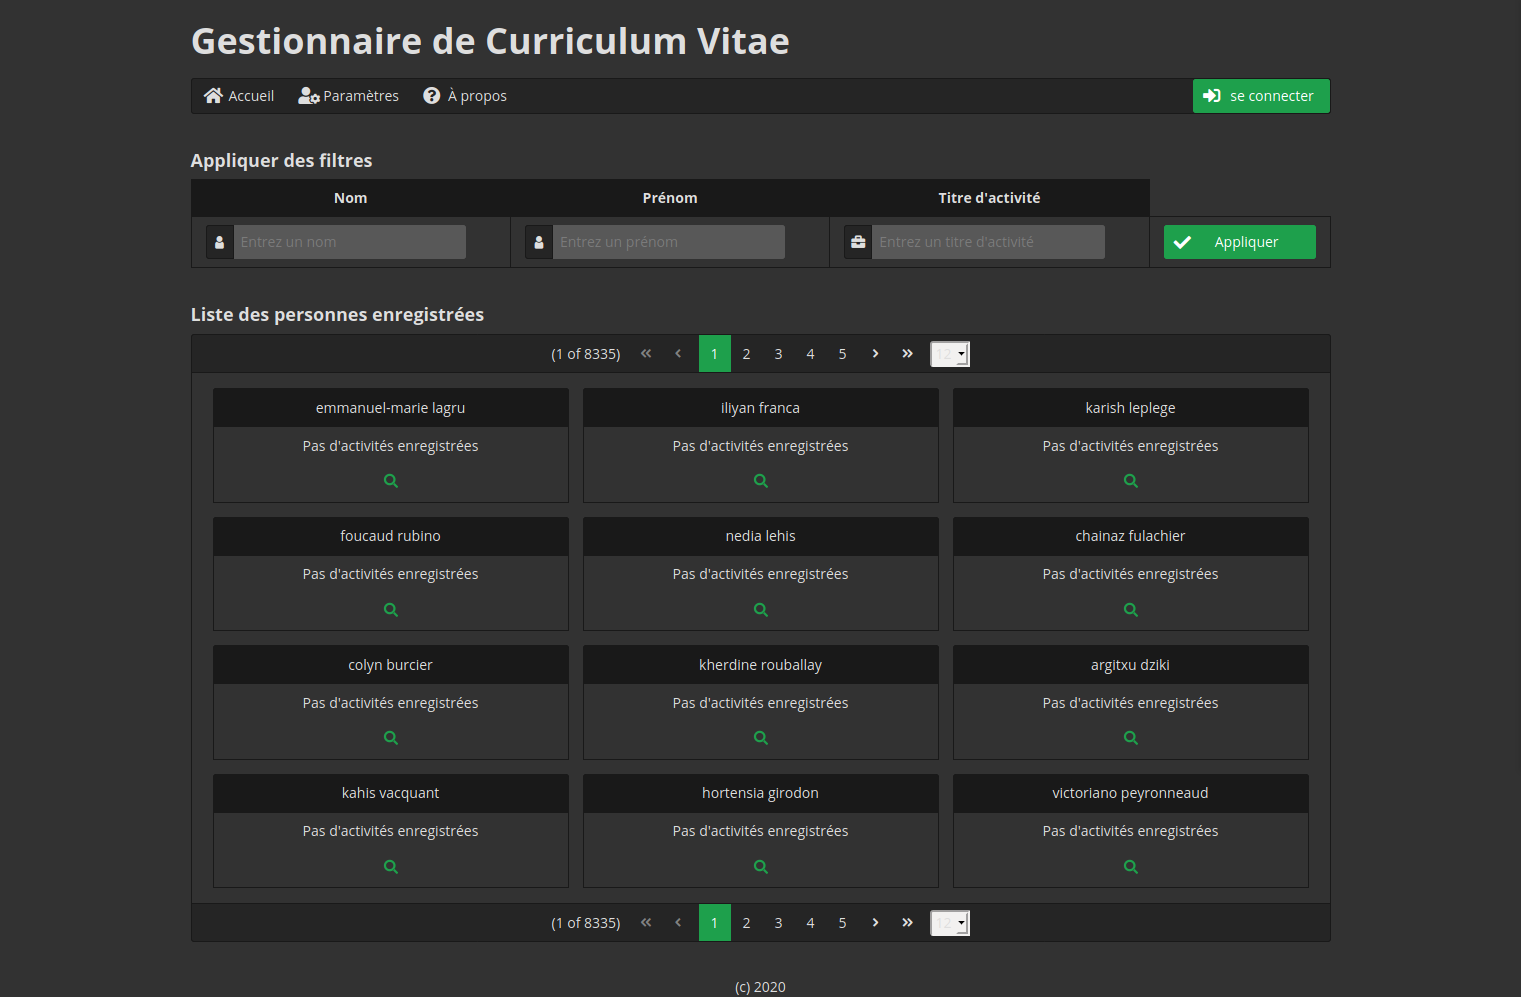 Gestionnaire de Curriculum Vitae
Accueil Paramètres À propos se connecter
Appliquer des filtres
Nom Prénom Titre d'activité
Entrez un nom Entrez un prénom Entrez un titre d'activité Appliquer
Liste des personnes enregistrées
(1 of 8335) 1 2 3 4 5 12
emmanuel-marie lagru iliyan franca karish leplege
Pas d'activités enregistrées Pas d'activités enregistrées Pas d'activités enregistrées
foucaud rubino nedia lehis chainaz fulachier
Pas d'activités enregistrées Pas d'activités enregistrées Pas d'activités enregistrées
colyn burcier kherdine rouballay argitxu dziki
Pas d'activités enregistrées Pas d'activités enregistrées Pas d'activités enregistrées
kahis vacquant hortensia girodon victoriano peyronneaud
Pas d'activités enregistrées Pas d'activités enregistrées Pas d'activités enregistrées
(1 of 8335) 1 2 3 4 5 12
(c) 2020